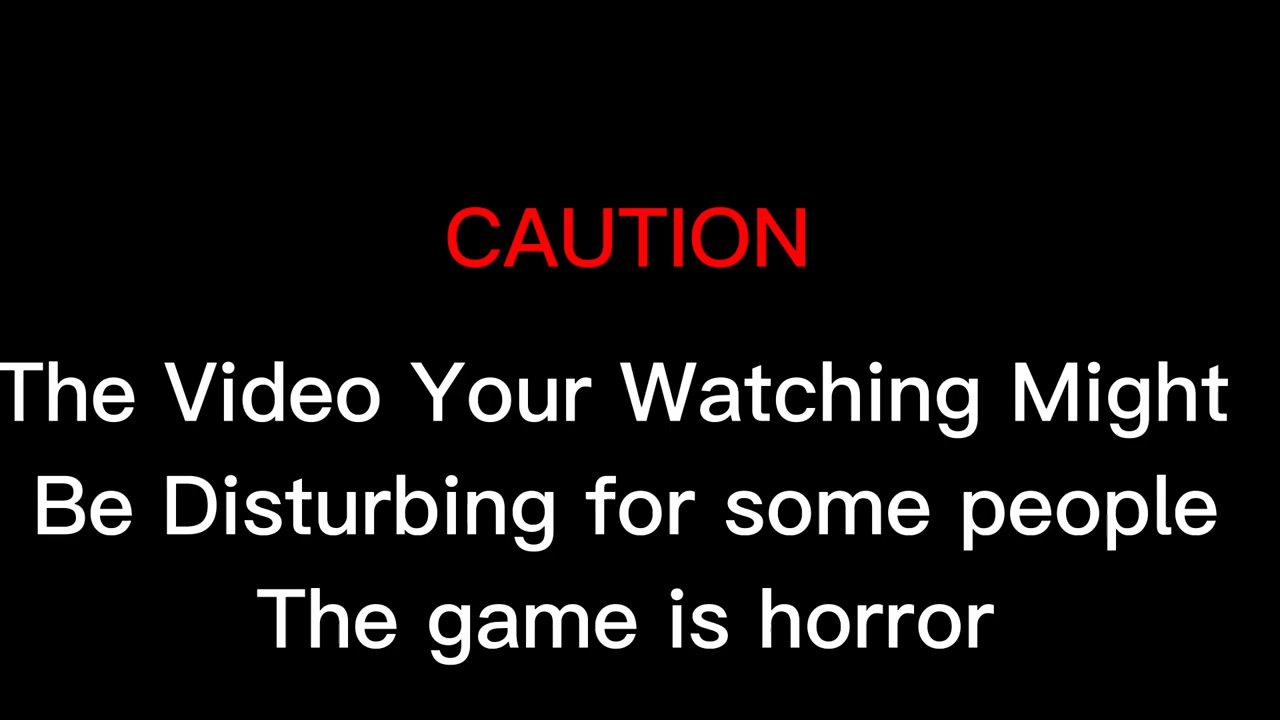 CAUTION
The Video Your Watching Might
Be Disturbing for some people
The game is horror